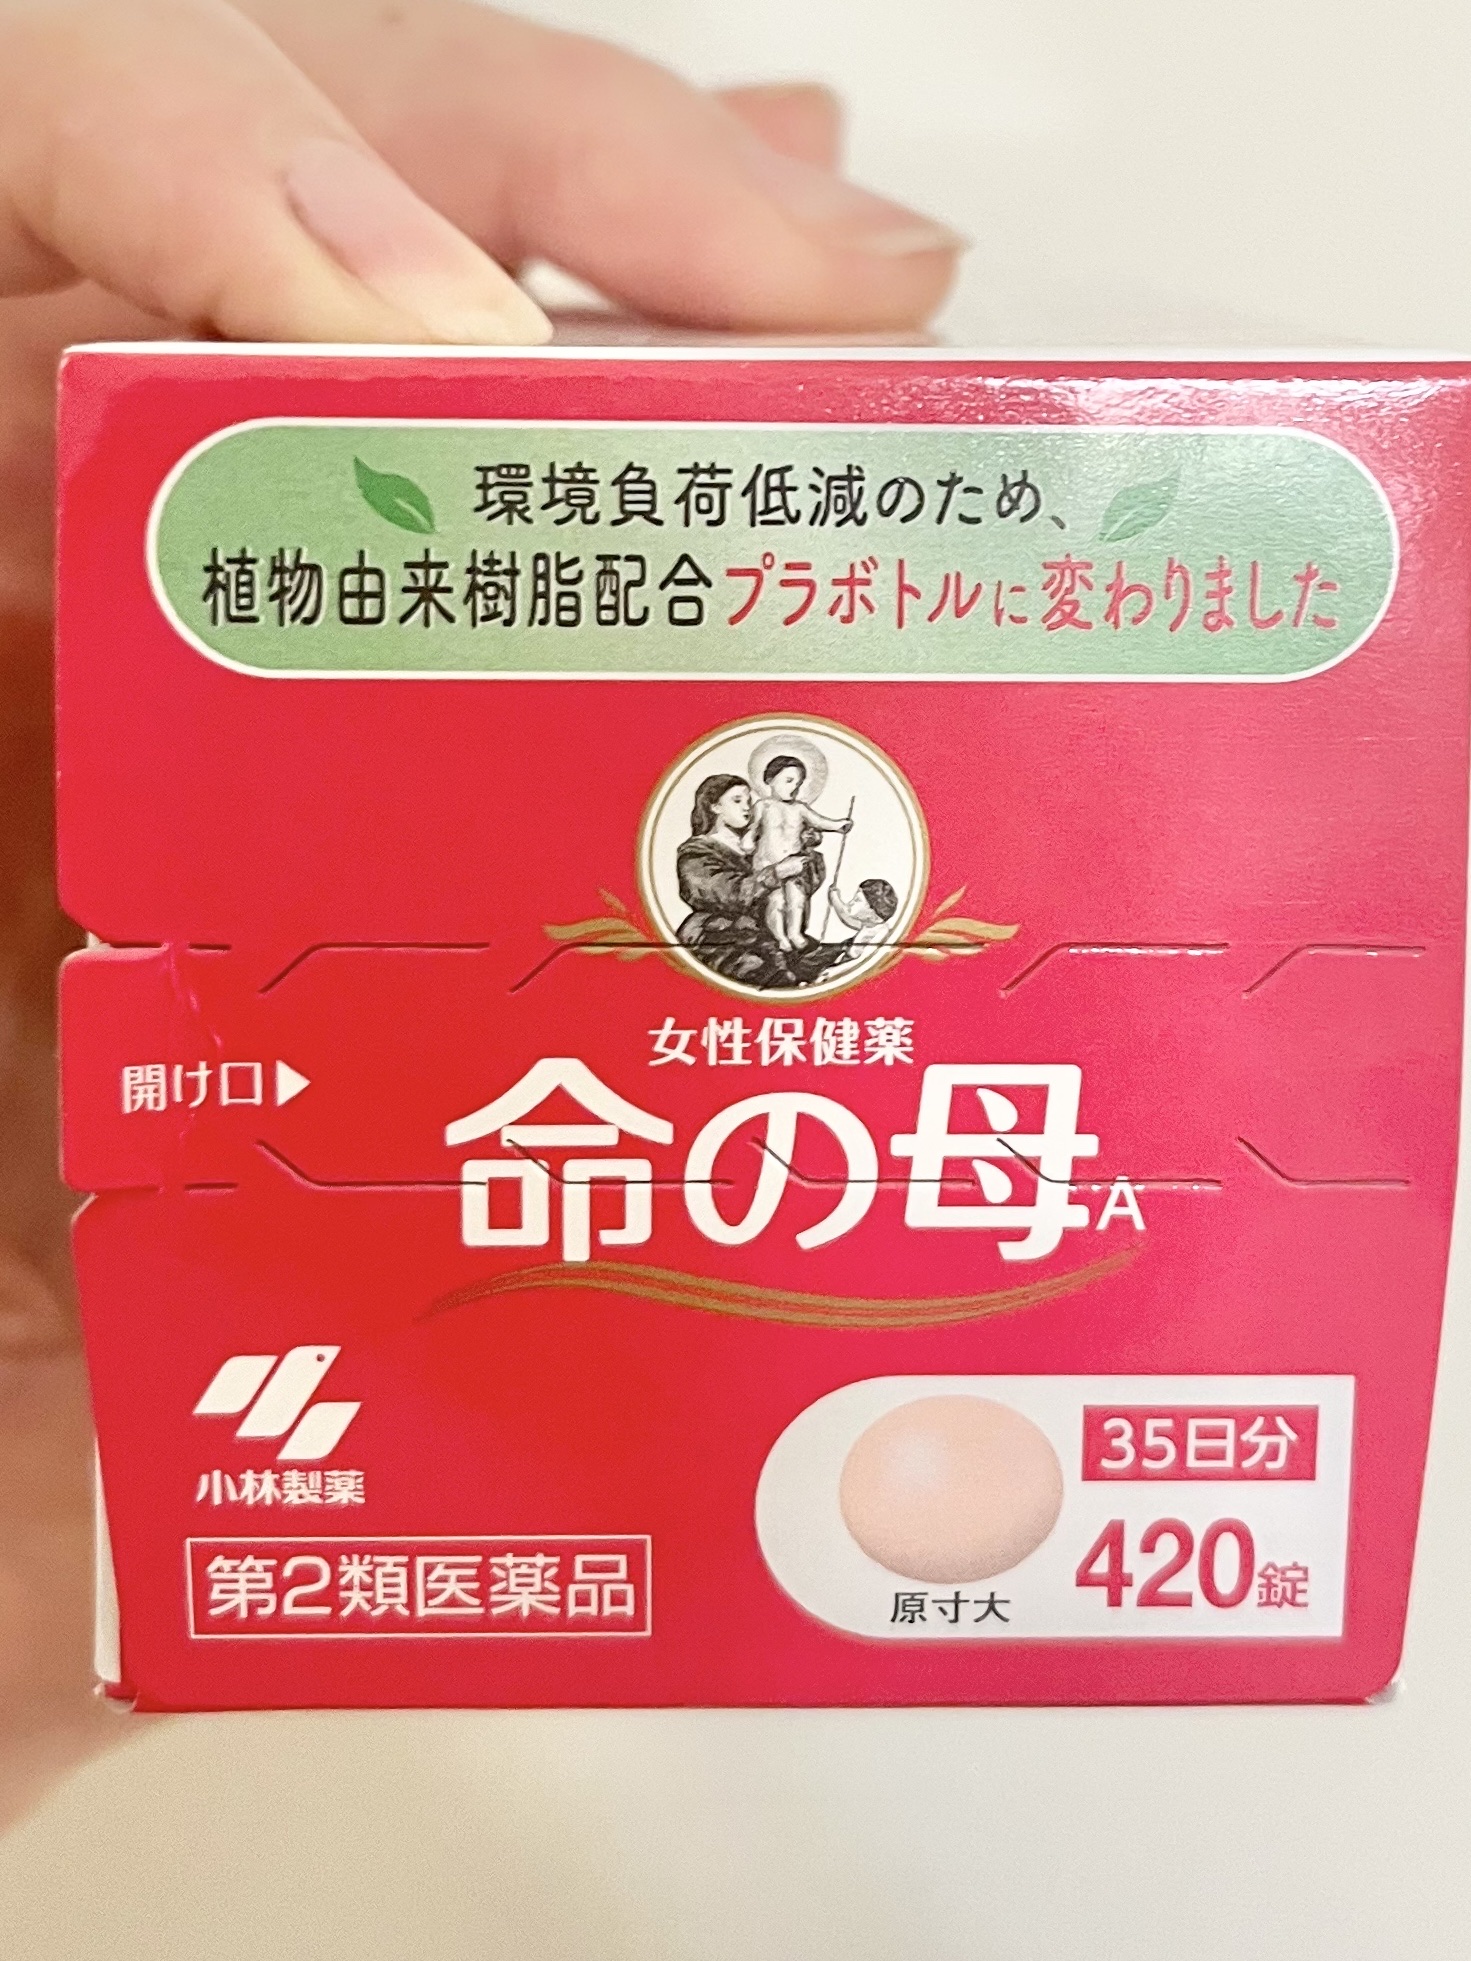 環境負荷低減のため、
植物由来樹脂配合プラボトルに変わりました
女性保健薬
開け口▶
命の母A
小林製薬
第2類医薬品
35日分
420錠
原寸大